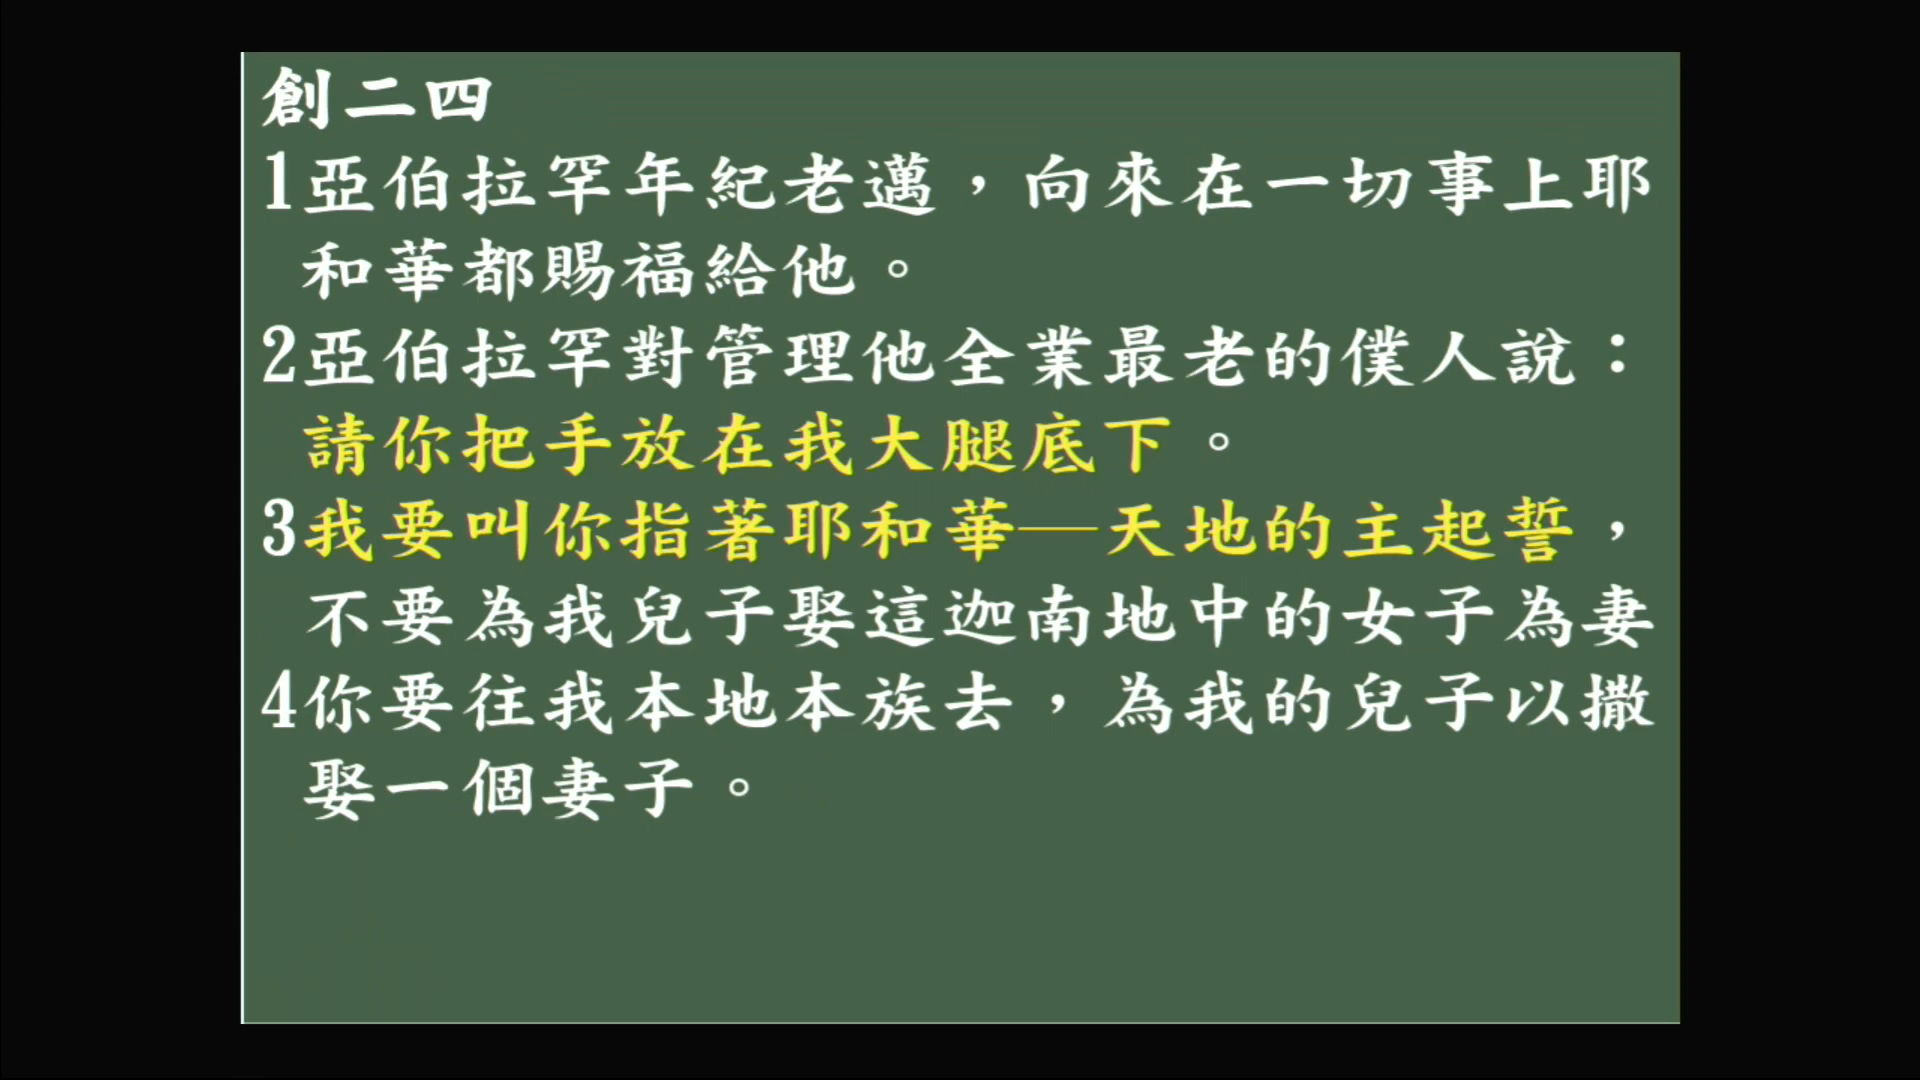 創二四
1亞伯拉罕年紀老邁，向來在一切事上耶
和華都賜福給他。
2亞伯拉罕對管理他全業最老的僕人說：
請你把手放在我大腿底下。
3我要叫你指著耶和華─天地的主起誓，
不要為我兒子娶這迦南地中的女子為妻
4你要往我本地本族去，為我的兒子以撒
娶一個妻子。